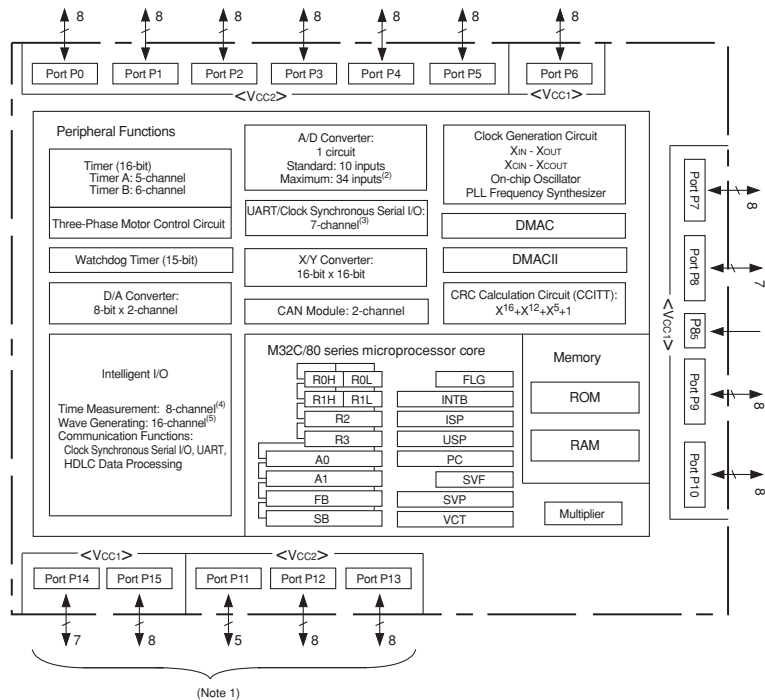 8 8 8 8 8 8 8
Port P0 Port P1 Port P2 Port P3 Port P4 Port P5 Port P6
<VCC2> <VCC1>
Peripheral Functions
Timer (16-bit)
Timer A: 5-channel
Timer B: 6-channel
Three-Phase Motor Control Circuit
Watchdog Timer (15-bit)
D/A Converter:
8-bit x 2-channel
Intelligent I/O
Time Measurement: 8-channel(4)
Wave Generating: 16-channel(5)
Communication Functions:
Clock Synchronous Serial I/O, UART,
HDLC Data Processing
A/D Converter:
1 circuit
Standard: 10 inputs
Maximum: 34 inputs(2)
UART/Clock Synchronous Serial I/O:
7-channel(3)
X/Y Converter:
16-bit x 16-bit
CAN Module: 2-channel
Clock Generation Circuit
XIN - XOUT
XCIN - XCOUT
On-chip Oscillator
PLL Frequency Synthesizer
DMAC
DMACII
CRC Calculation Circuit (CCITT):
X16+X12+X5+1
M32C/80 series microprocessor core
R0H R0L
R1H R1L
R2
R3
A0
A1
FB
SB
FLG
INTB
ISP
USP
PC
SVF
SVP
VCT
Memory
ROM
RAM
Multiplier
<VCC1>
Port P7 8
Port P8 7
P85
Port P9 8
Port P10 8
<VCC1> <VCC2>
Port P14 Port P15 Port P11 Port P12 Port P13
7 8 5 8 8
(Note 1)